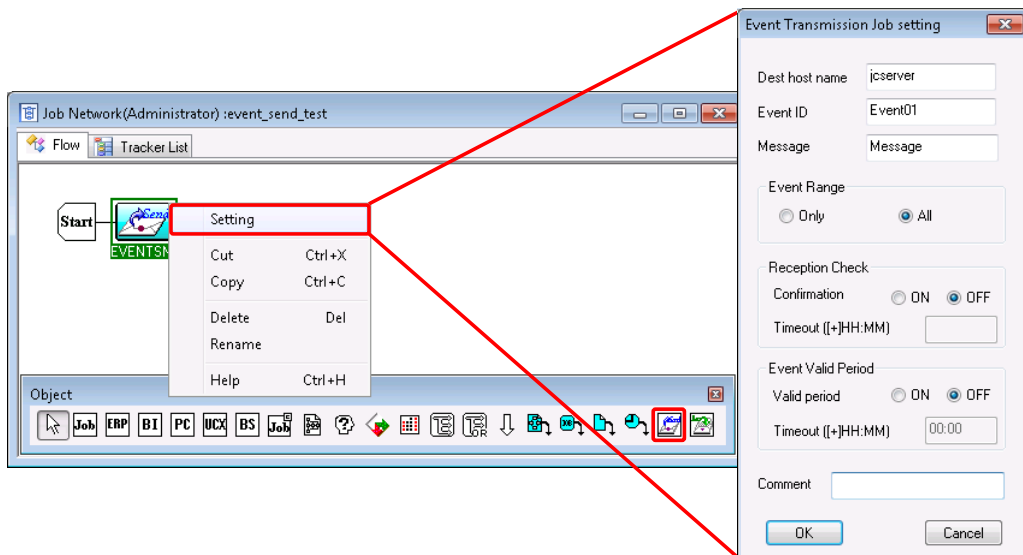 Job Network(Administrator) :event_send_test
Flow
Tracker List
Start
Send
EVENTSN
Setting
Cut Ctrl+X
Copy Ctrl+C
Delete Del
Rename
Help Ctrl+H
Object
Job ERP BI PC UCX BS Job C OR
Event Transmission Job setting
Dest host name jcserver
Event ID Event01
Message Message
Event Range
Only All
Reception Check
Confirmation ON OFF
Timeout ([+]HH:MM)
Event Valid Period
Valid period ON OFF
Timeout ([+]HH:MM) 00:00
Comment
OK Cancel